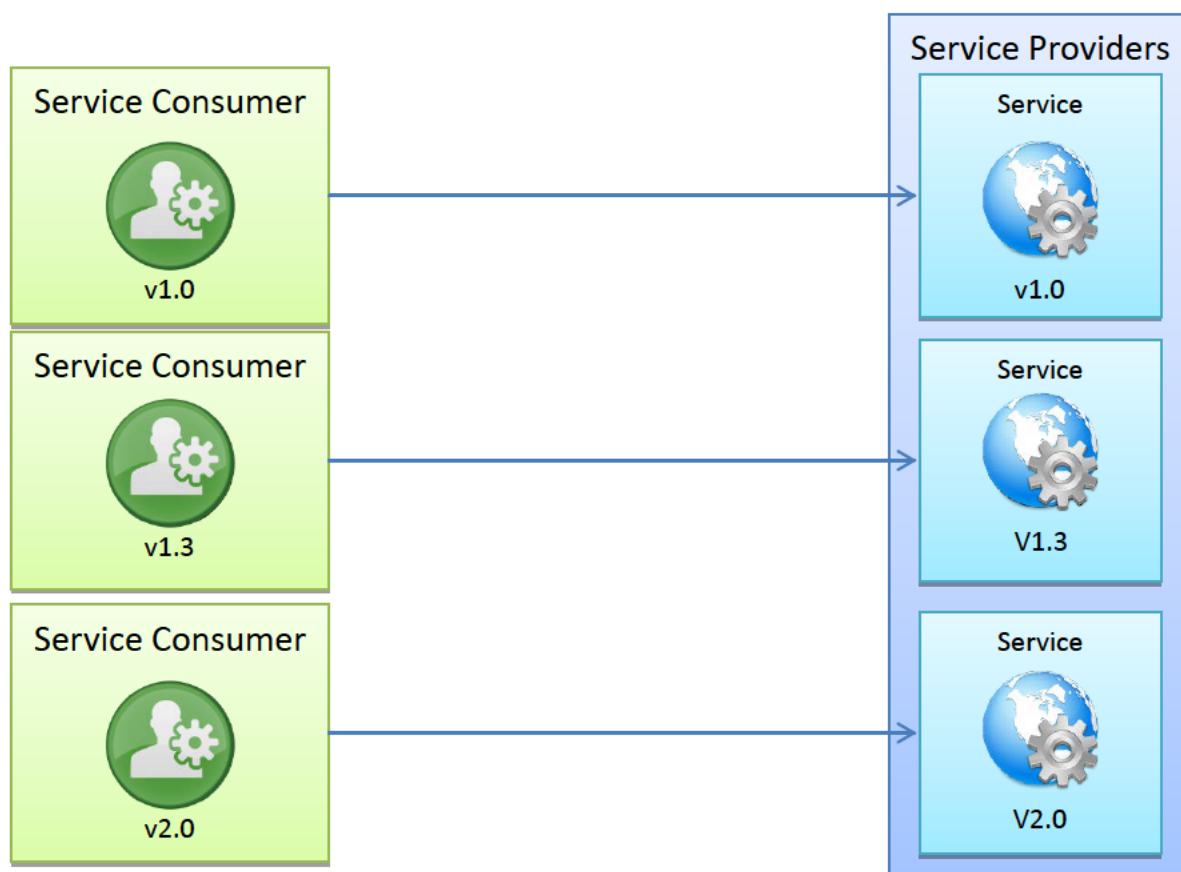 Service Providers
Service Consumer
v1.0
Service
v1.0
Service Consumer
v1.3
Service
V1.3
Service Consumer
v2.0
Service
V2.0